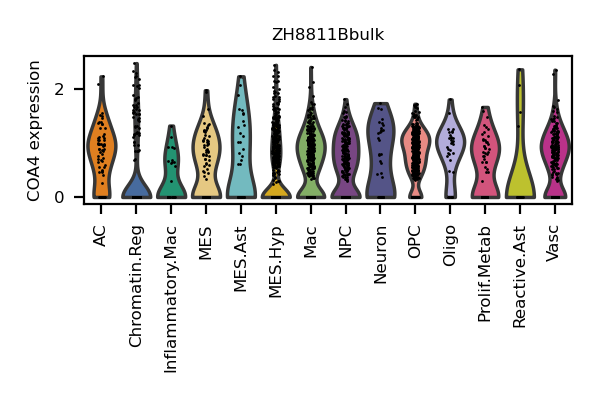 ZH8811Bbulk
COA4 expression
2
0
AC
Chromatin.Reg
Inflammatory.Mac
MES
MES.Ast
MES.Hyp
Mac
NPC
Neuron
OPC
Oligo
Prolif.Metab
Reactive.Ast
Vasc